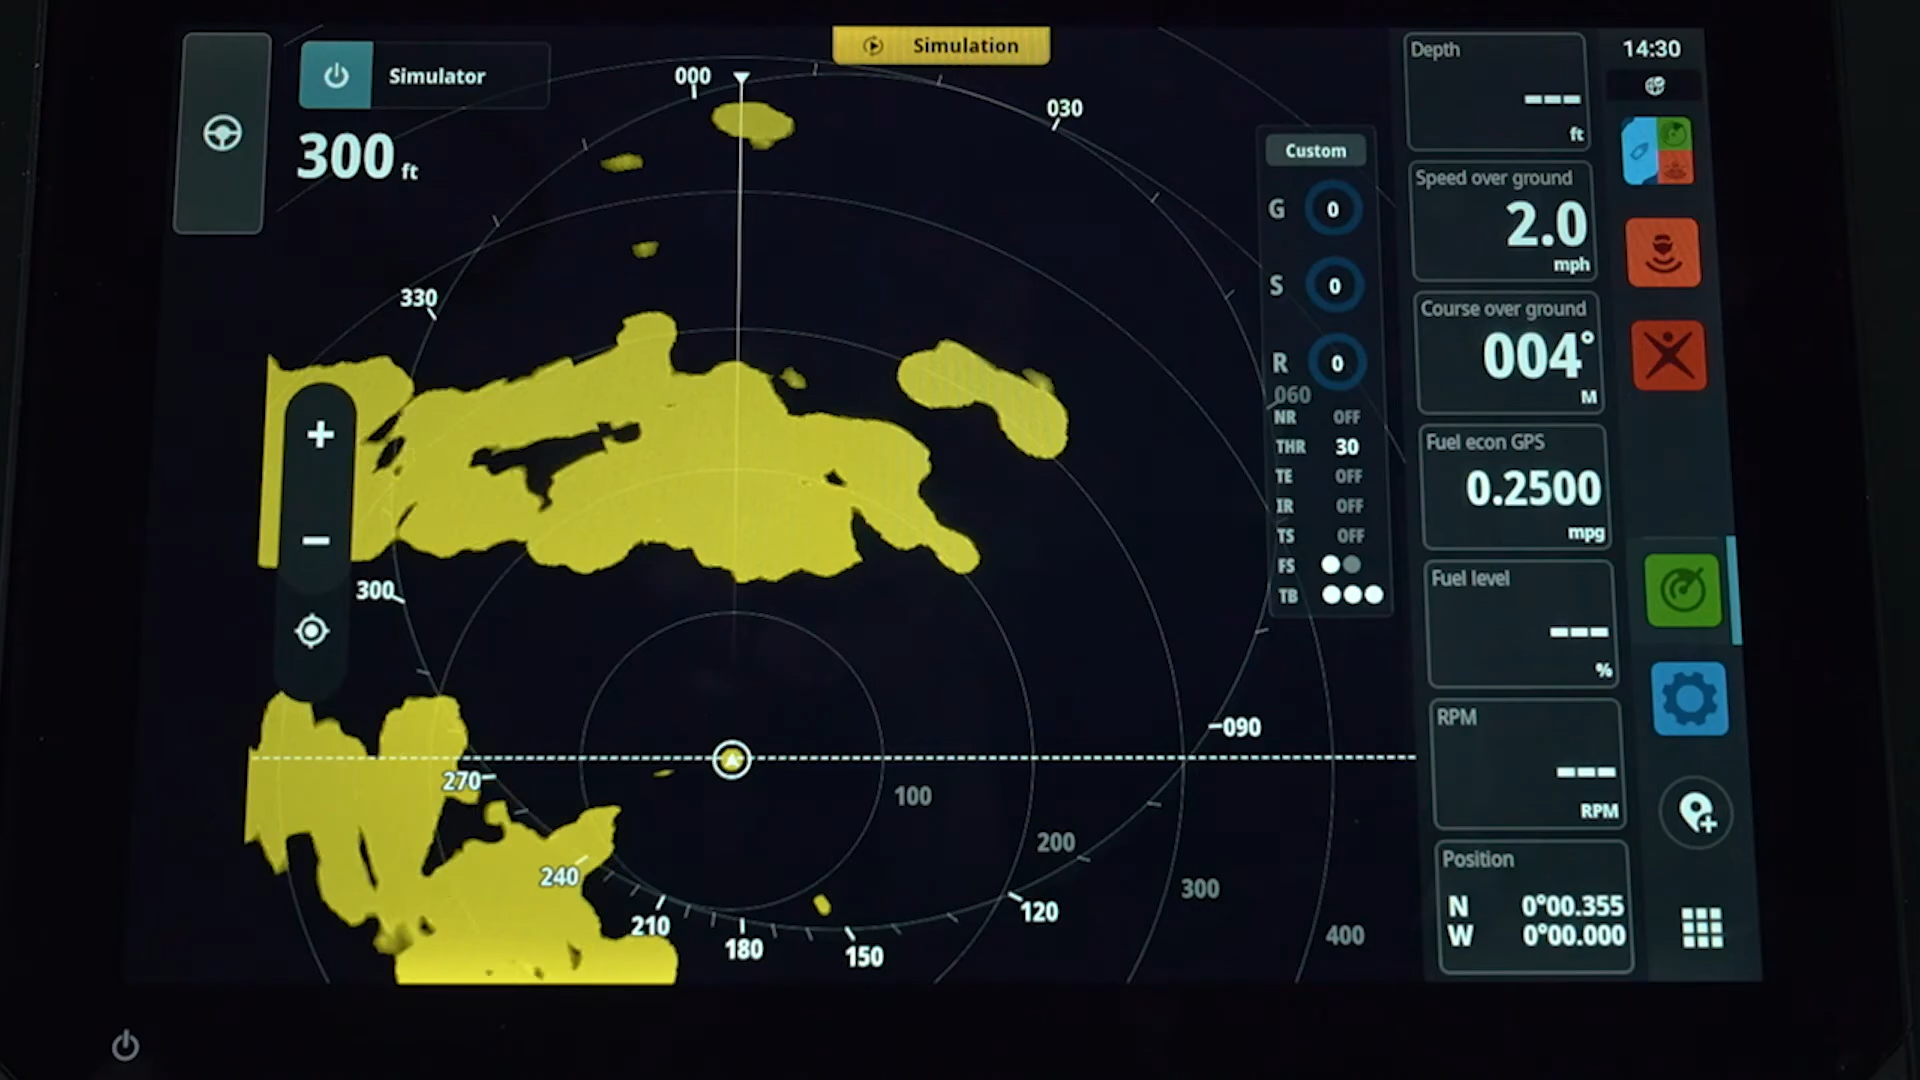 Simulation
Simulator
300 ft
000
030
330
300
270
240
210
180
150
120
090
060
100
200
300
400
Custom
G 0
S 0
R 0
NR OFF
THR 30
TE OFF
IR OFF
TS OFF
FS
TB
Depth
---
ft
Speed over ground
2.0
mph
Course over ground
004°
M
Fuel econ GPS
0.2500
mpg
Fuel level
---
%
RPM
---
RPM
Position
N 0°00.355
W 0°00.000
14:30